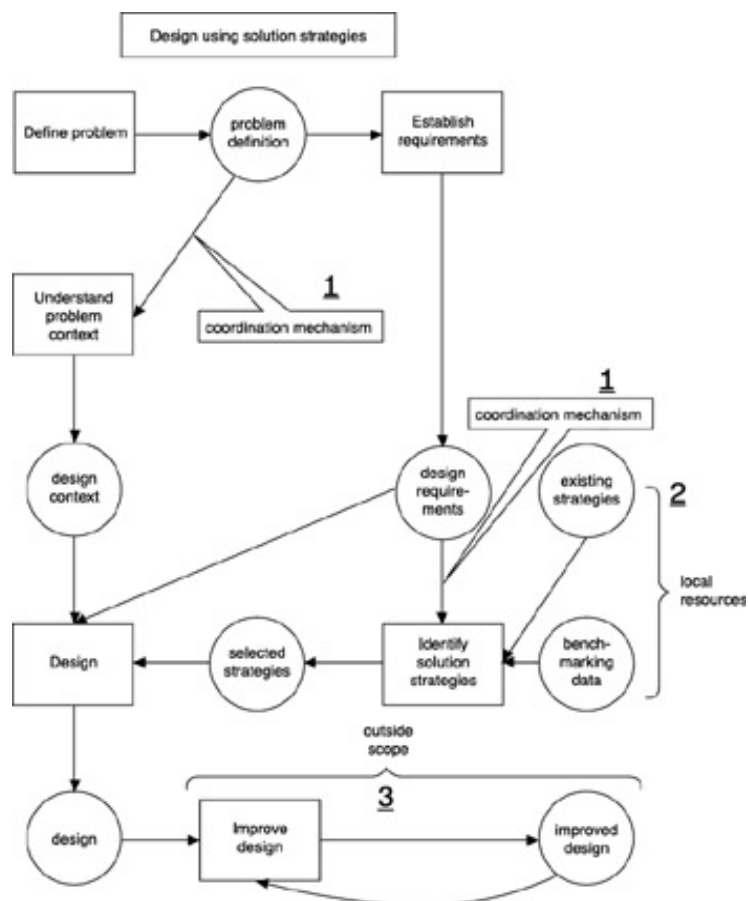 Design using solution strategies
Define problem
problem
definition
Establish
requirements
1
Understand
problem
context
coordination mechanism
1
coordination mechanism
design
context
design
require-
ments
existing
strategies
2
local
resources
Design
selected
strategies
Identify
solution
strategies
bench-
marking
data
outside
scope
3
design
Improve
design
improved
design